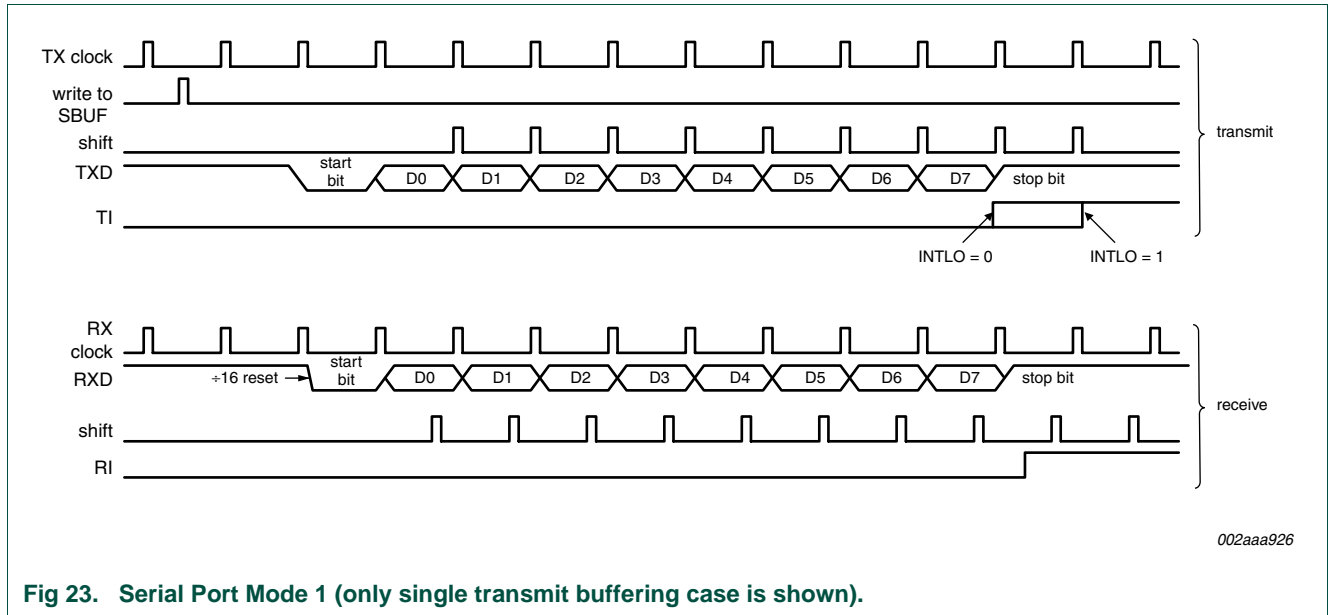 TX clock
write to
SBUF
shift
transmit
TXD
start
bit
D0 D1 D2 D3 D4 D5 D6 D7 stop bit
TI
INTLO = 0 INTLO = 1
RX
clock
RXD
÷16 reset
start
bit
D0 D1 D2 D3 D4 D5 D6 D7 stop bit
receive
shift
RI
002aaa926
Fig 23. Serial Port Mode 1 (only single transmit buffering case is shown).